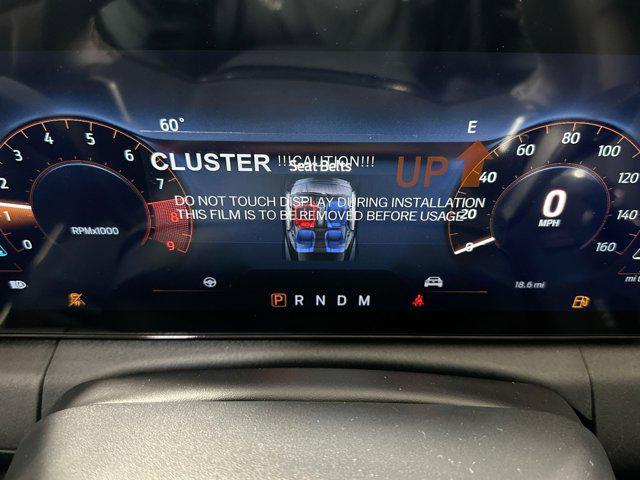 60° E
CLUSTER !!!CAUTION!!! UP
Seat Belts
DO NOT TOUCH DISPLAY DURING INSTALLATION
THIS FILM IS TO BE REMOVED BEFORE USAGE
0 1 2 3 4 5 6 7 8 9
RPMx1000
0 20 40 60 80 100 120 140 160
0
MPH
18.6 mi
P R N D M